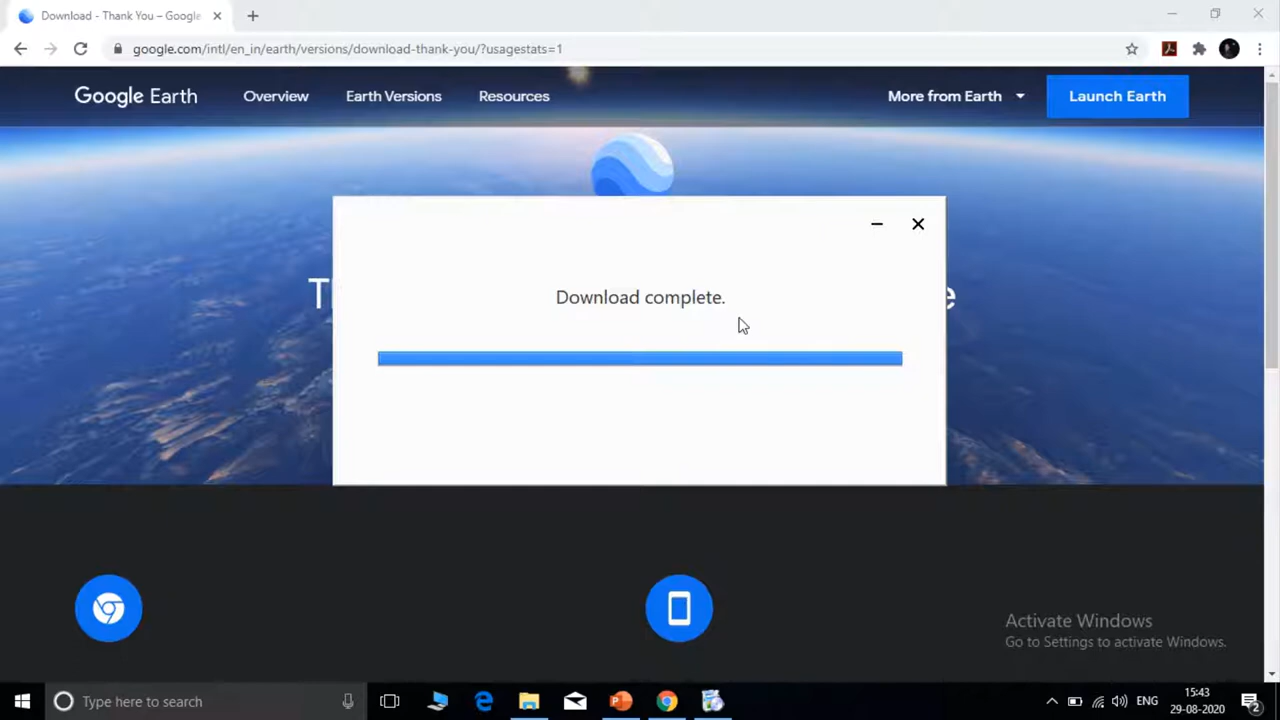 Download - Thank You – Google
google.com/intl/en_in/earth/versions/download-thank-you/?usagestats=1
Google Earth
Overview
Earth Versions
Resources
More from Earth
Launch Earth
Download complete.
Activate Windows
Go to Settings to activate Windows.
Type here to search
ENG
15:43
29-08-2020
2